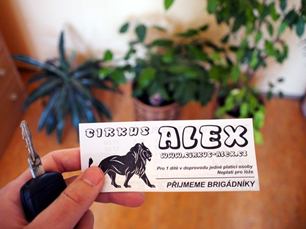 CIRKUS ALEX
WWW.CIRKUS-ALEX.CZ
Pro 1 dítě v doprovodu jedné platící osoby
Neplatí pro lóže
PŘIJMEME BRIGÁDNÍKY